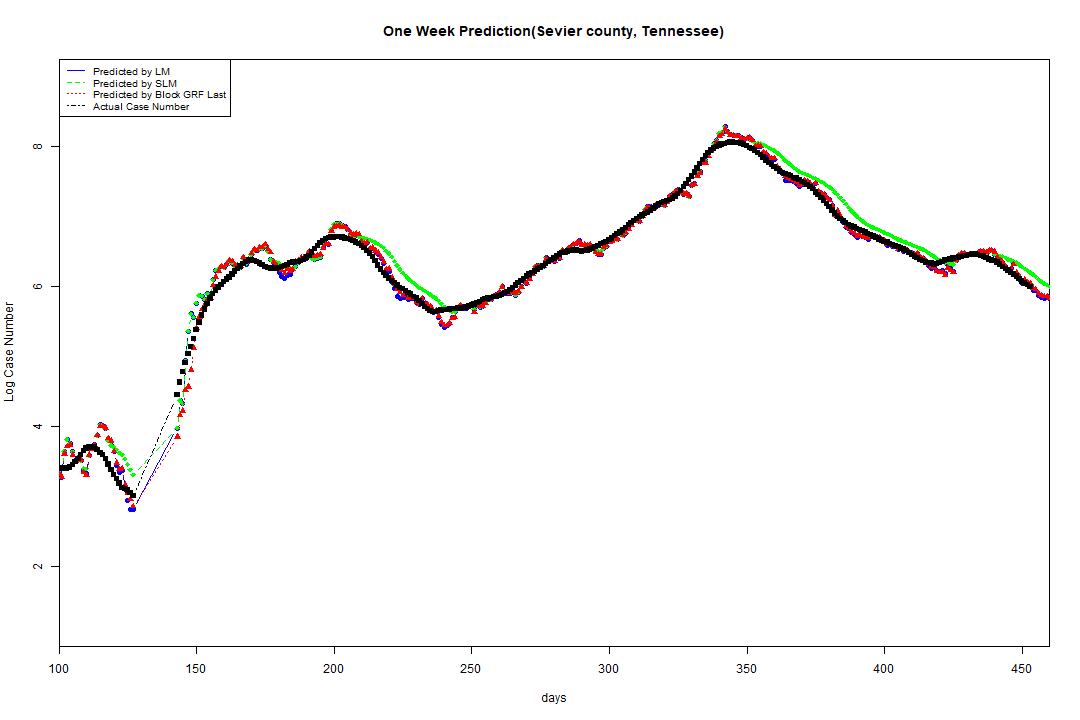 One Week Prediction(Sevier county, Tennessee)
Predicted by LM
Predicted by SLM
Predicted by Block GRF Last
Actual Case Number
Log Case Number
8
6
4
2
100 150 200 250 300 350 400 450
days